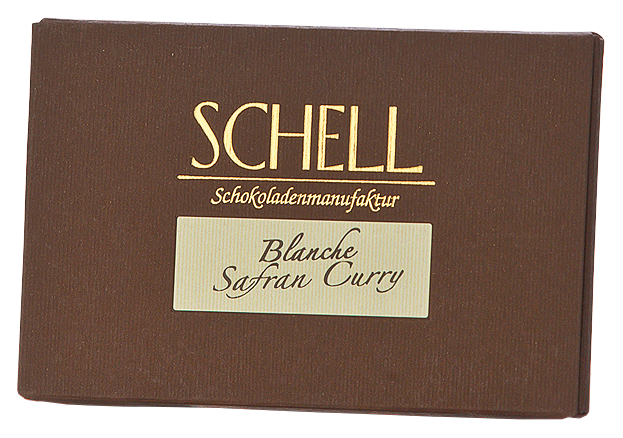 SCHELL
Schokoladenmanufaktur
Blanche
Safran Curry